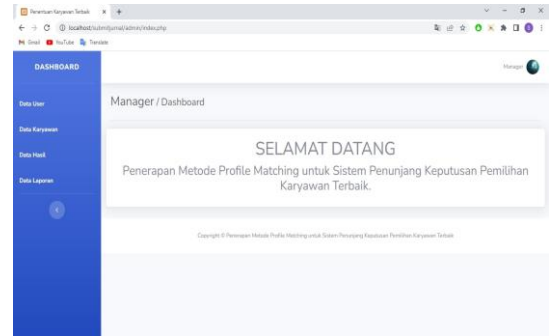 Penentuan Karyawan Terbaik
localhost/submitjurnal/admin/index.php
Gmail YouTube Translate
DASHBOARD
Manager
Data User
Data Karyawan
Data Hasil
Data Laporan
Manager / Dashboard
SELAMAT DATANG
Penerapan Metode Profile Matching untuk Sistem Penunjang Keputusan Pemilihan
Karyawan Terbaik.
Copyright © Penerapan Metode Profile Matching untuk Sistem Penunjang Keputusan Pemilihan Karyawan Terbaik